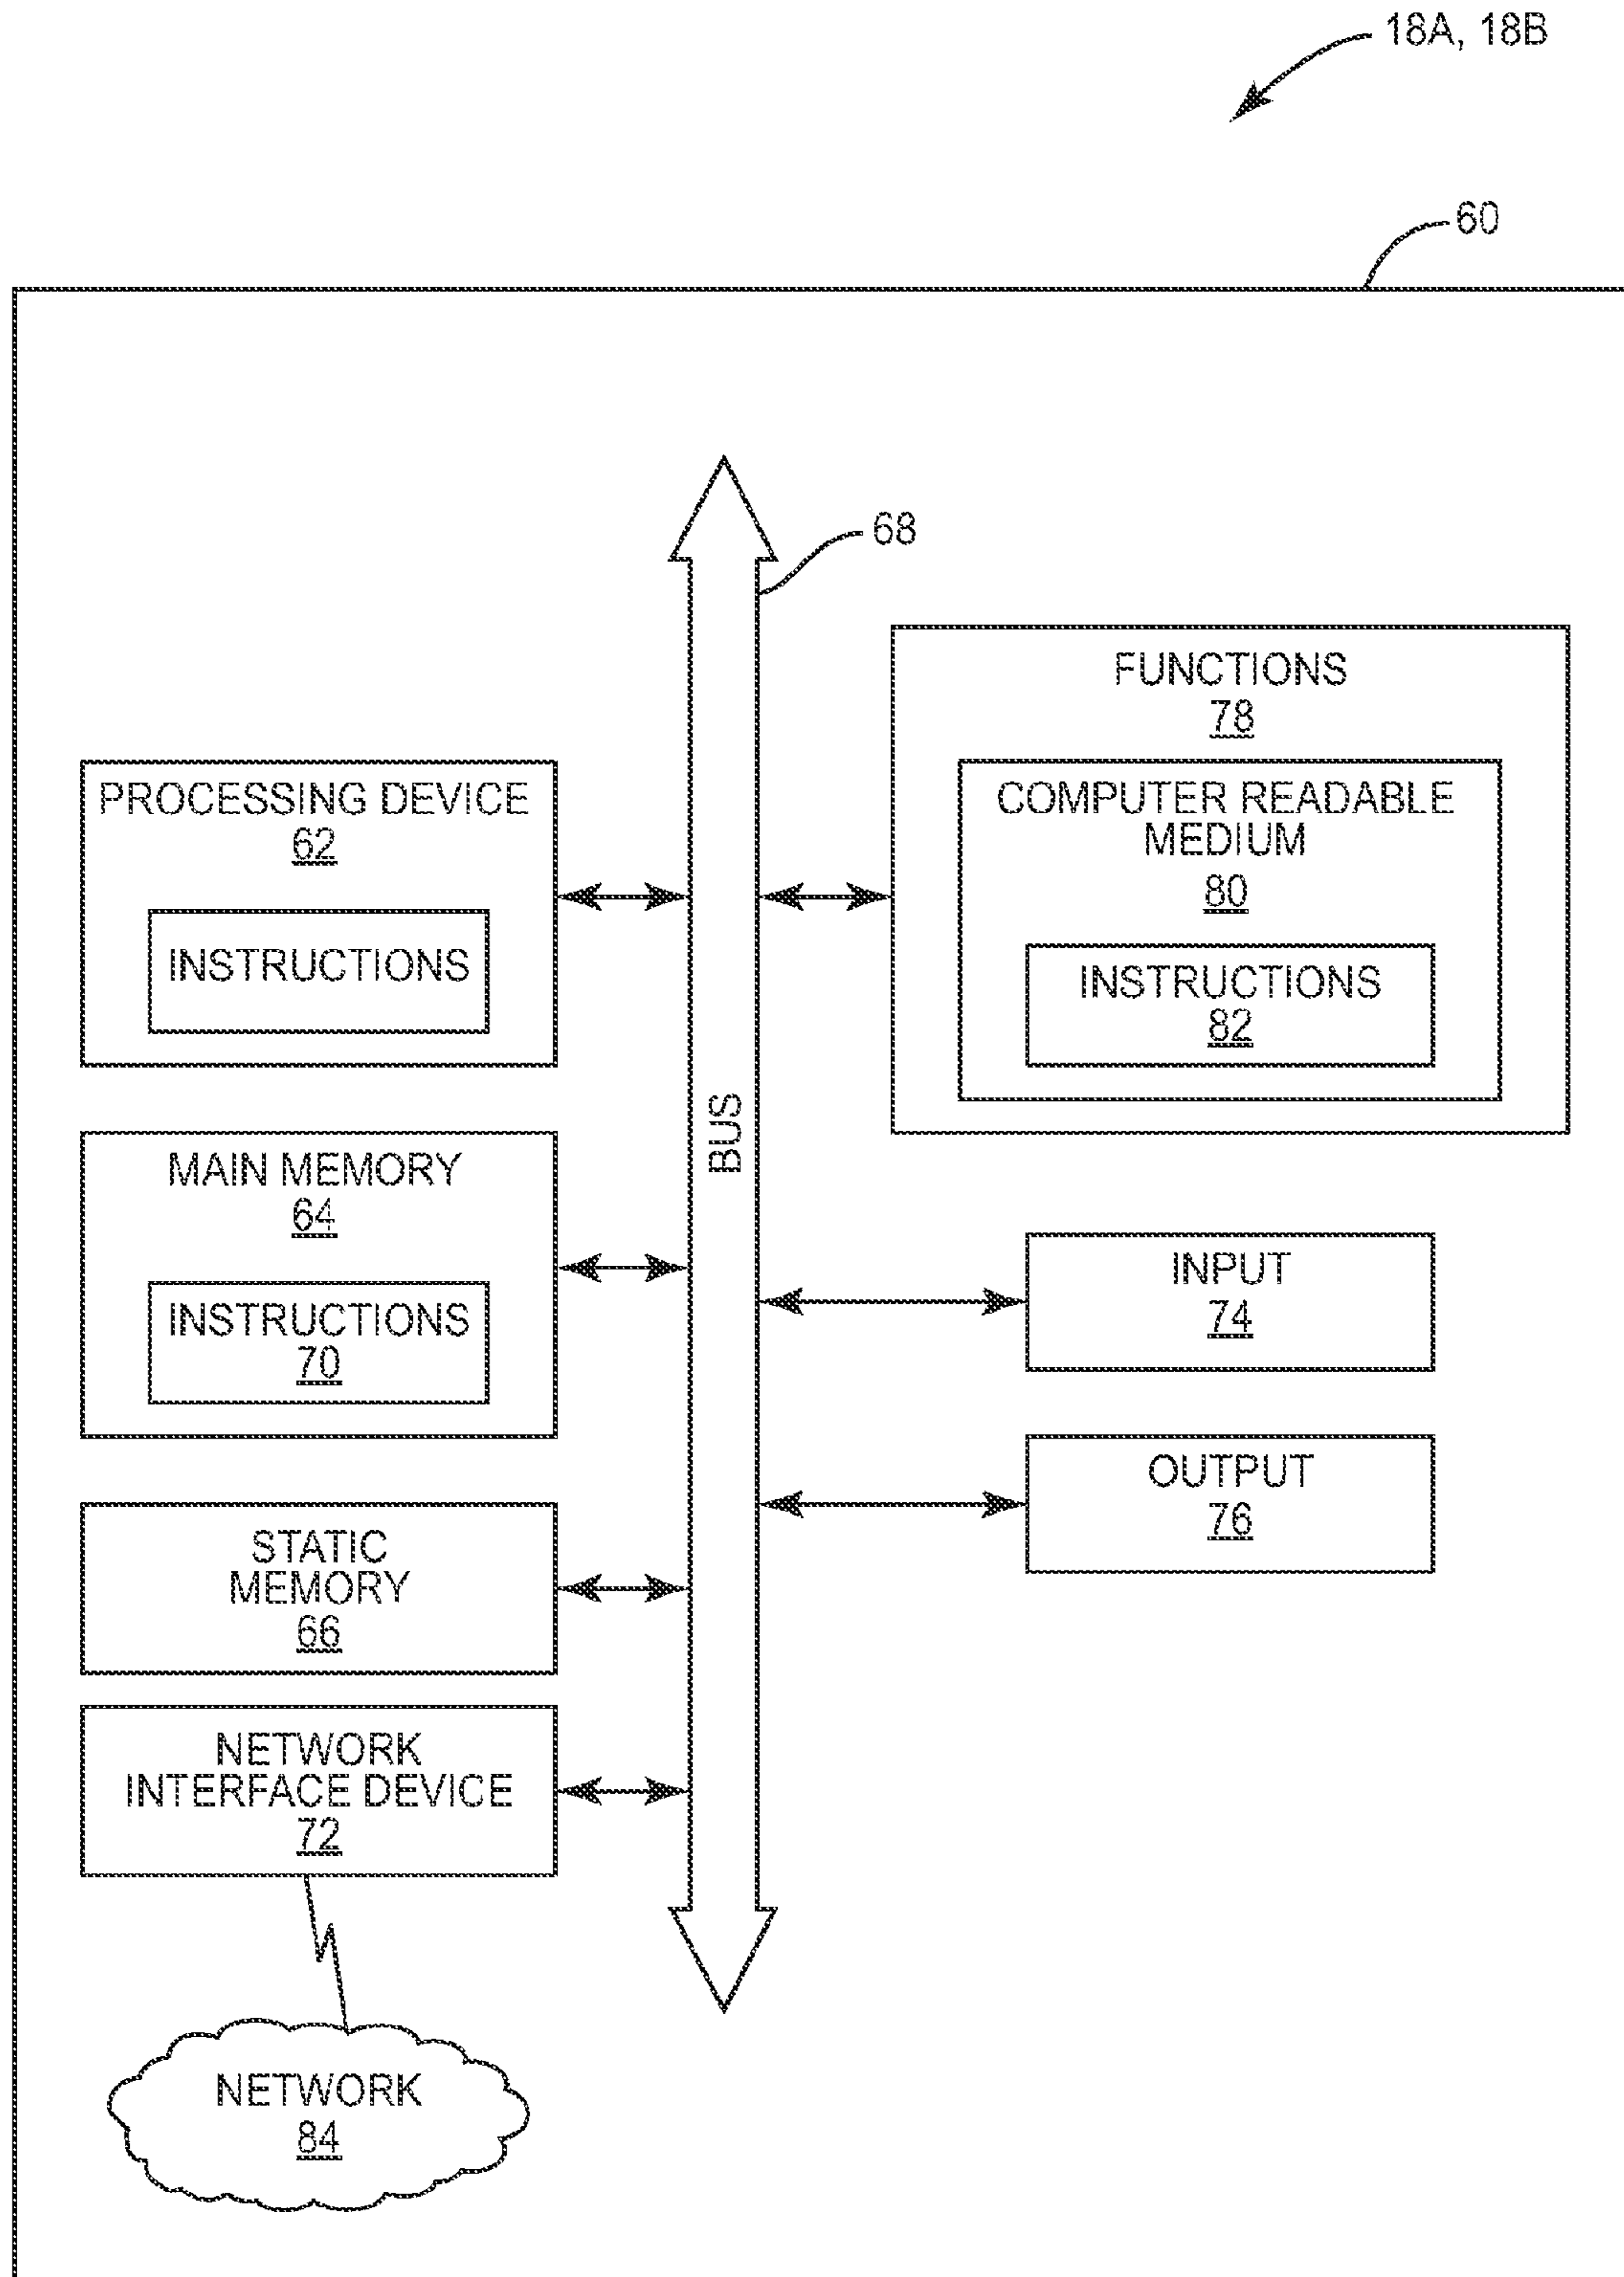 18A, 18B
60
68
FUNCTIONS
78
COMPUTER READABLE
MEDIUM
80
INSTRUCTIONS
82
PROCESSING DEVICE
62
INSTRUCTIONS
BUS
MAIN MEMORY
64
INSTRUCTIONS
70
INPUT
74
OUTPUT
76
STATIC
MEMORY
66
NETWORK
INTERFACE DEVICE
72
NETWORK
84